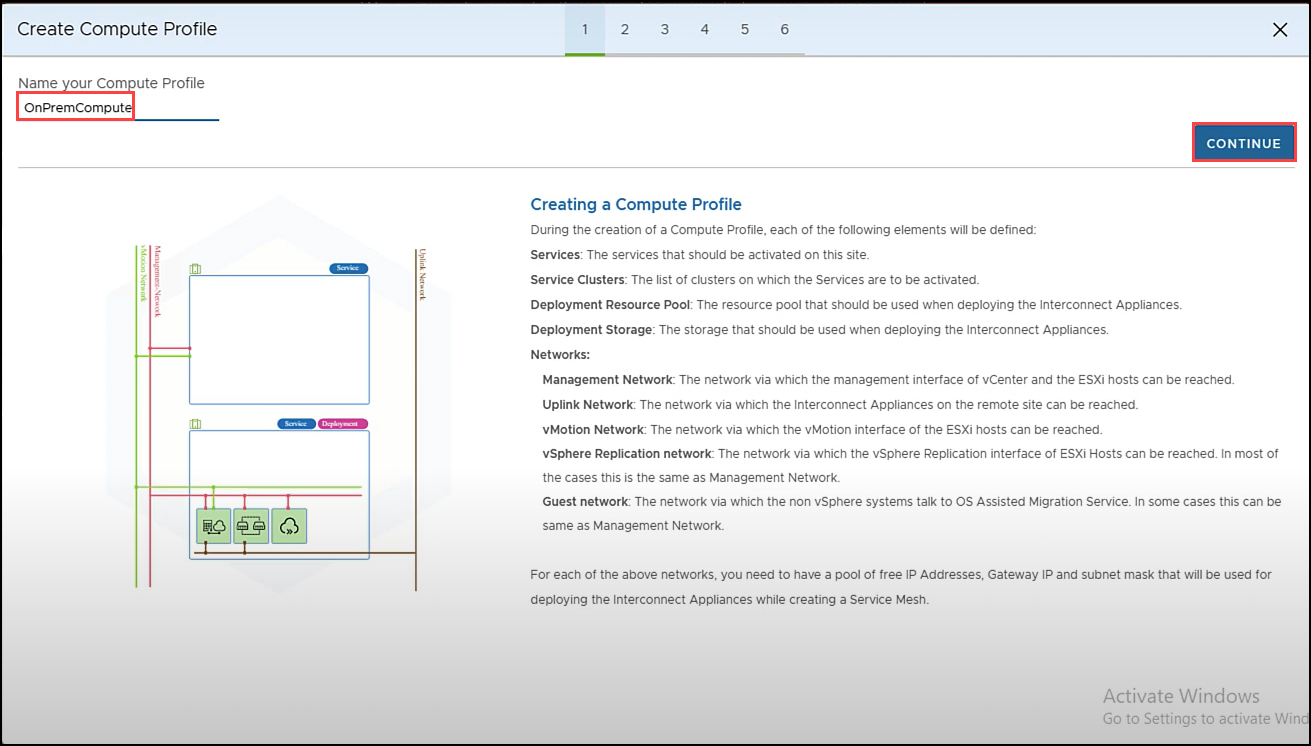 Create Compute Profile
1 2 3 4 5 6
Name your Compute Profile
OnPremCompute
CONTINUE
Creating a Compute Profile
During the creation of a Compute Profile, each of the following elements will be defined:
Services: The services that should be activated on this site.
Service Clusters: The list of clusters on which the Services are to be activated.
Deployment Resource Pool: The resource pool that should be used when deploying the Interconnect Appliances.
Deployment Storage: The storage that should be used when deploying the Interconnect Appliances.
Networks:
Management Network: The network via which the management interface of vCenter and the ESXi hosts can be reached.
Uplink Network: The network via which the Interconnect Appliances on the remote site can be reached.
vMotion Network: The network via which the vMotion interface of the ESXi hosts can be reached.
vSphere Replication network: The network via which the vSphere Replication interface of ESXi Hosts can be reached. In most of
the cases this is the same as Management Network.
Guest network: The network via which the non vSphere systems talk to OS Assisted Migration Service. In some cases this can be
same as Management Network.
For each of the above networks, you need to have a pool of free IP Addresses, Gateway IP and subnet mask that will be used for
deploying the Interconnect Appliances while creating a Service Mesh.
vMotion Network
Management-Network
Uplink Network
Service
Service
Deployment
Activate Windows
Go to Settings to activate Wind